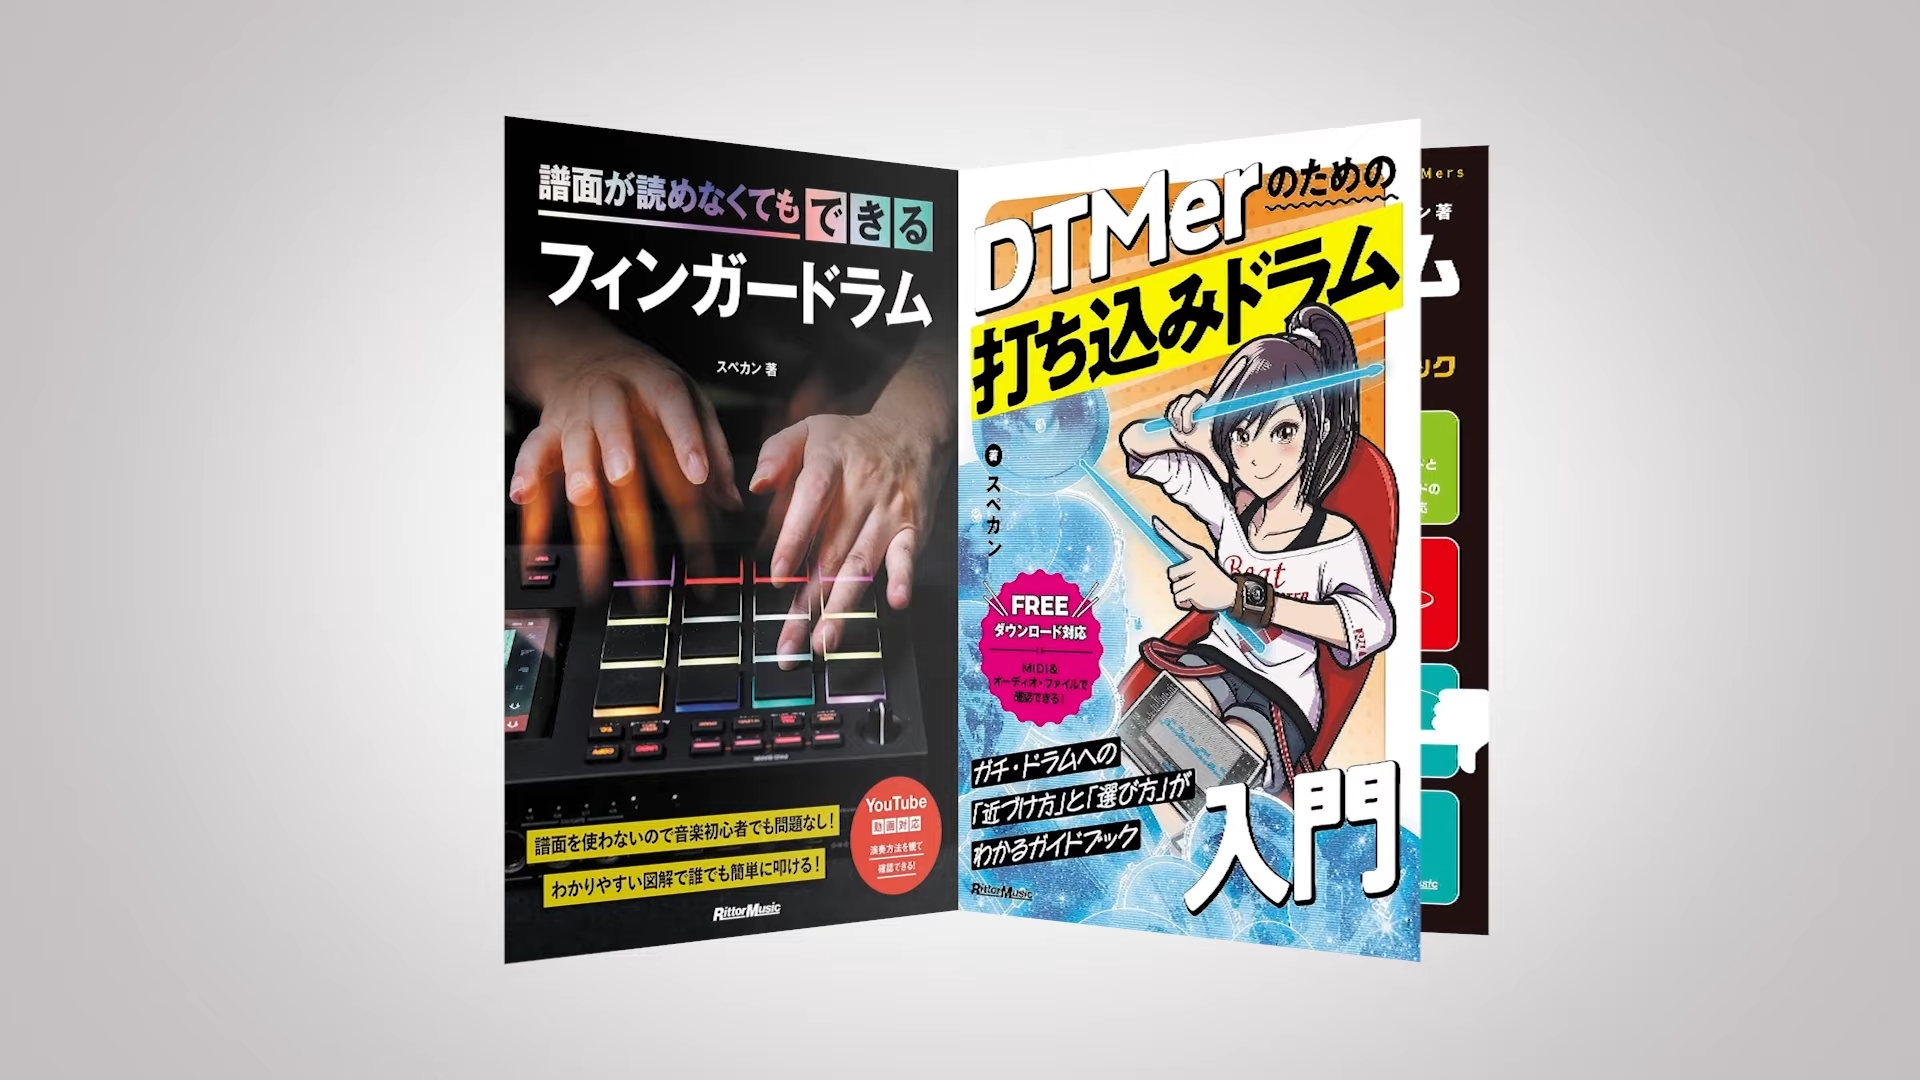 譜面が読めなくてもできる
フィンガードラム
スペカン 著
譜面を使わないので音楽初心者でも問題なし!
わかりやすい図解で誰でも簡単に叩ける!
YouTube
動画対応
演奏方法を観て
確認できる!
RittorMusic
DTMerのための
打ち込みドラム
入門
著 スペカン
Beat
FREE
ダウンロード対応
MIDI&
オーディオ・ファイルで
確認できる!
ガチ・ドラムへの
「近づけ方」と「選び方」が
わかるガイドブック
RittorMusic
Mers
ン 著
ム
ック
ドと
ドの